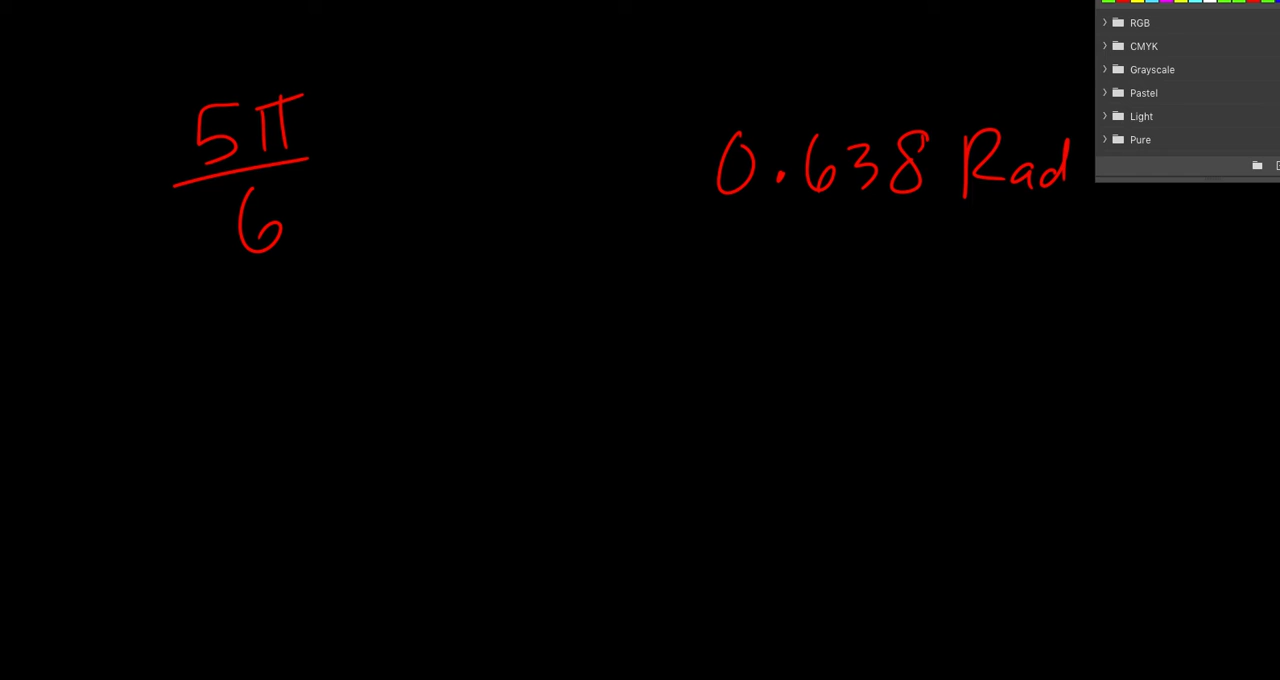 5π
6
0.638 Rad
RGB
CMYK
Grayscale
Pastel
Light
Pure